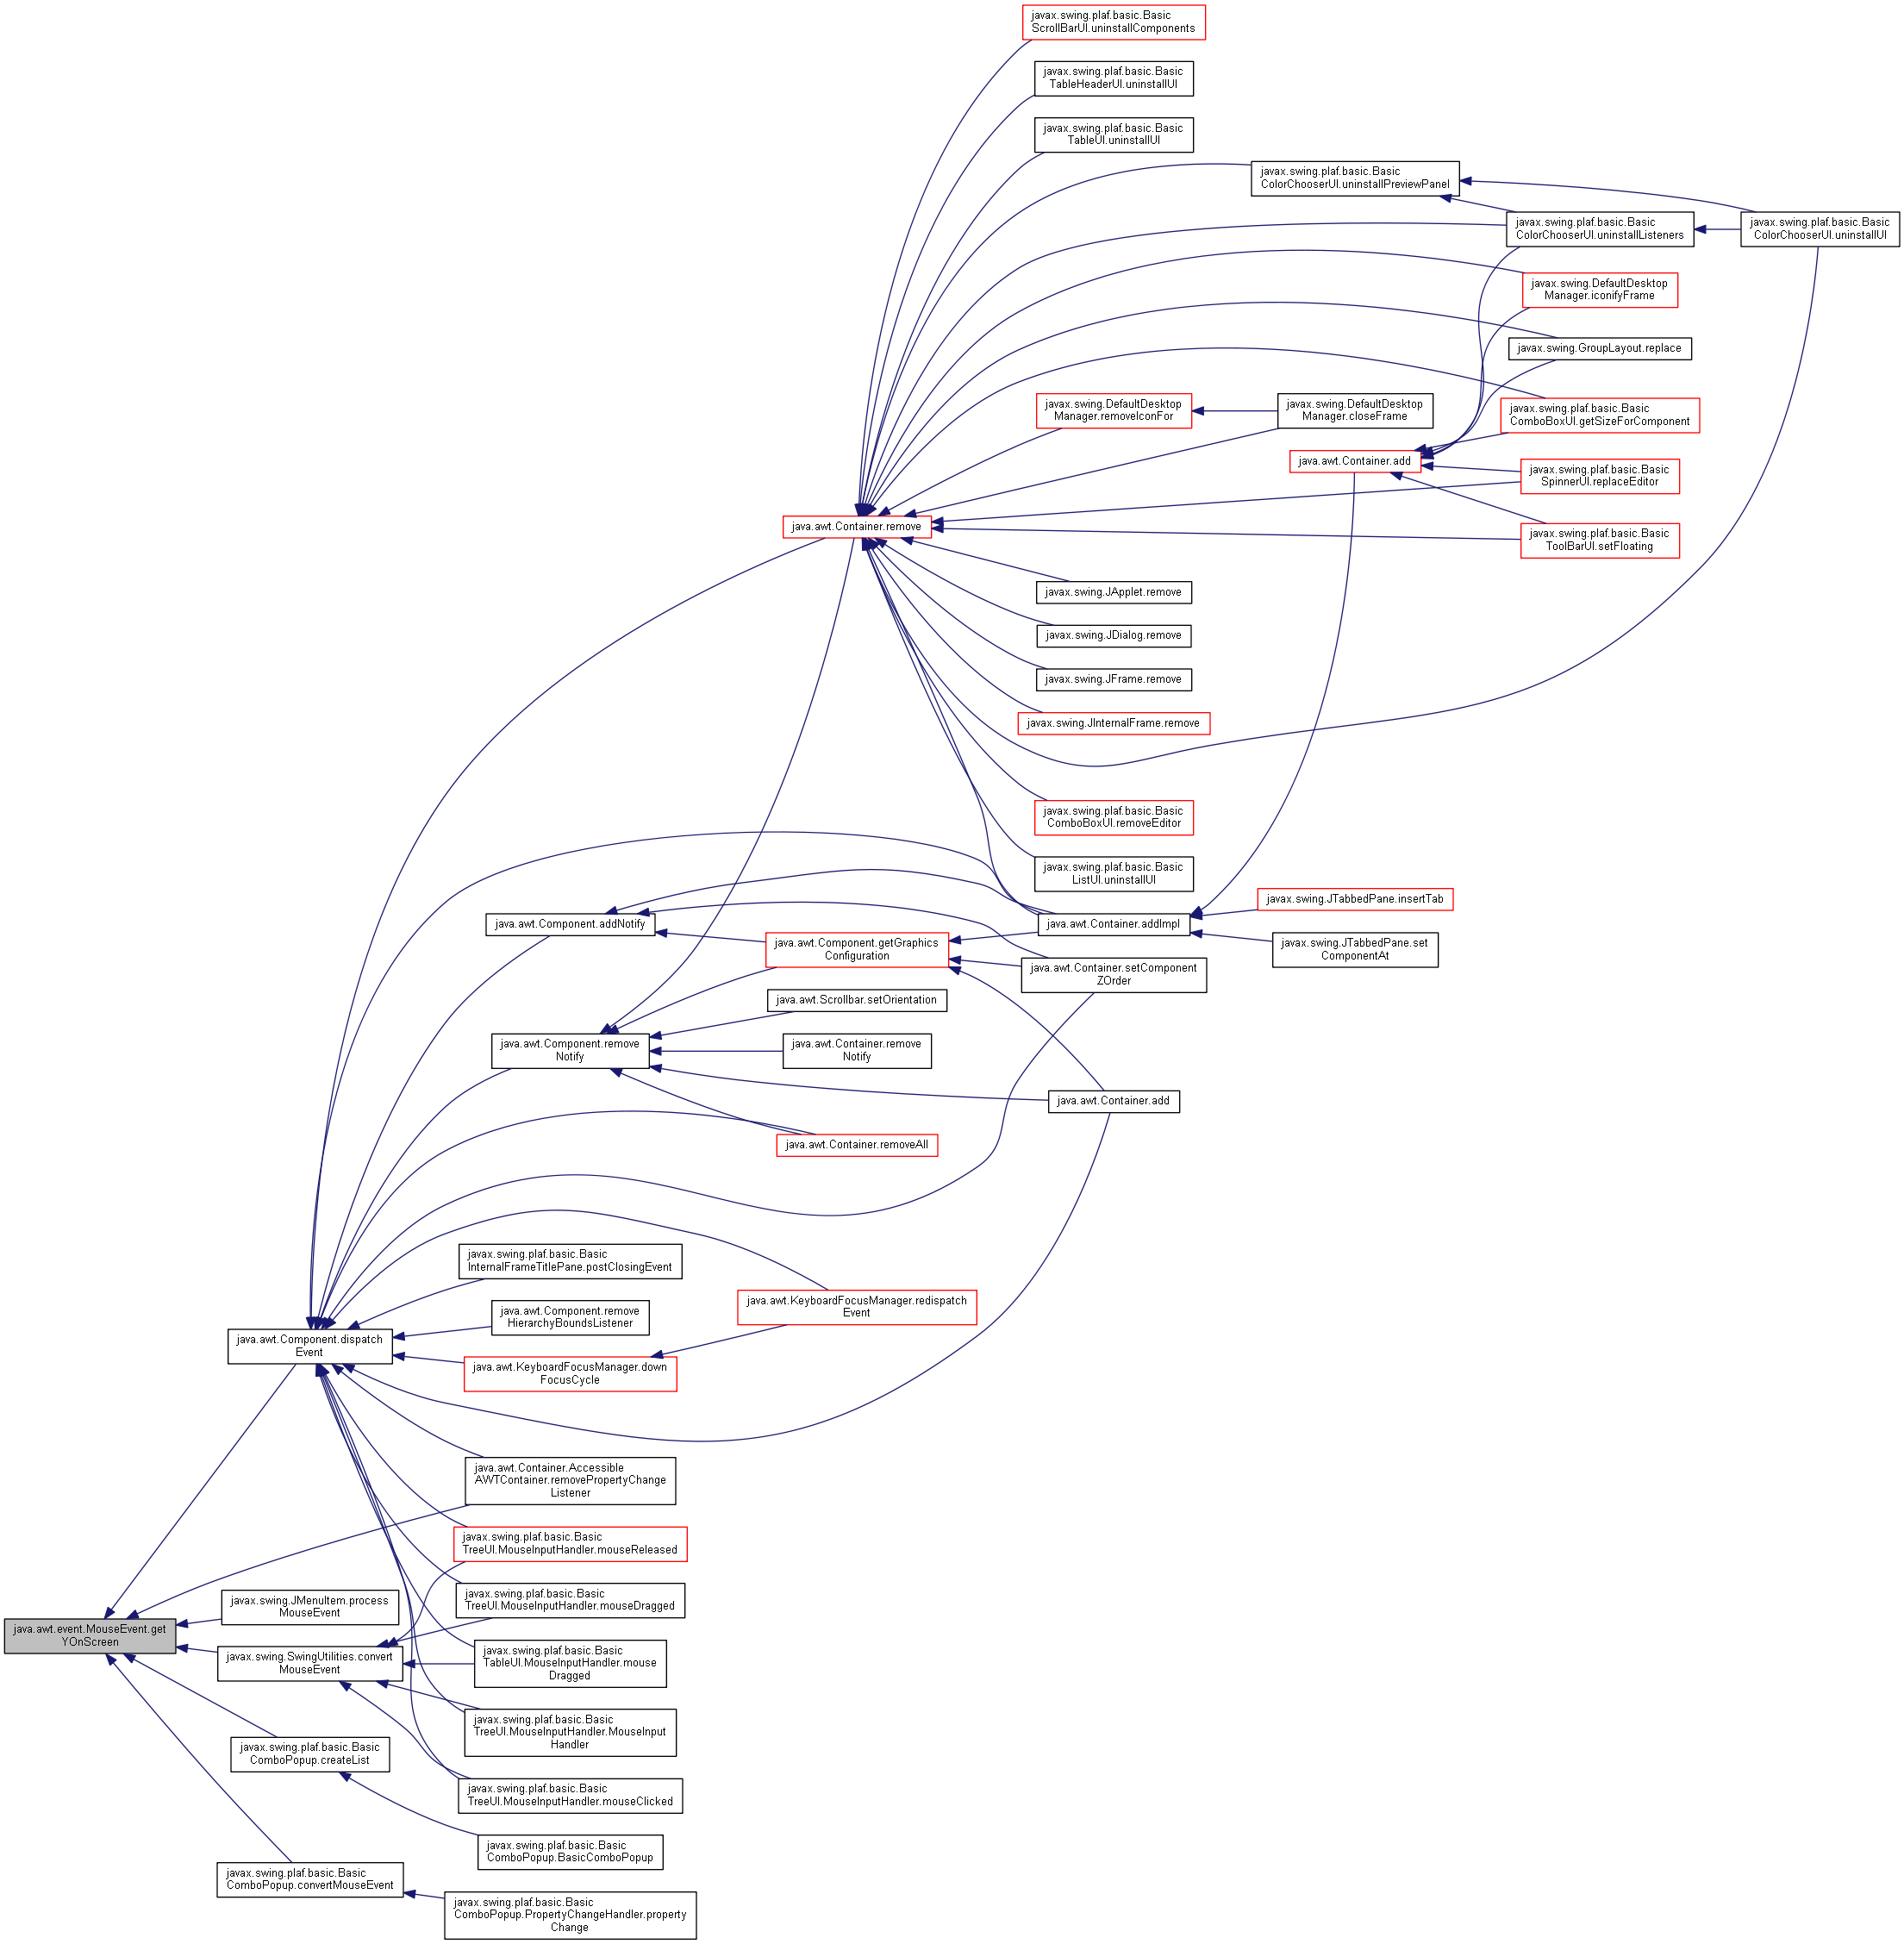 javax.swing.plaf.basic.Basic
ScrollBarUI.uninstallComponents
javax.swing.plaf.basic.Basic
TableHeaderUI.uninstallUI
javax.swing.plaf.basic.Basic
TableUI.uninstallUI
javax.swing.plaf.basic.Basic
ColorChooserUI.uninstallPreviewPanel
javax.swing.plaf.basic.Basic
ColorChooserUI.uninstallListeners
javax.swing.plaf.basic.Basic
ColorChooserUI.uninstallUI
javax.swing.DefaultDesktop
Manager.iconifyFrame
javax.swing.GroupLayout.replace
javax.swing.DefaultDesktop
Manager.removeIconFor
javax.swing.DefaultDesktop
Manager.closeFrame
javax.swing.plaf.basic.Basic
ComboBoxUI.getSizeForComponent
java.awt.Container.add
javax.swing.plaf.basic.Basic
SpinnerUI.replaceEditor
java.awt.Container.remove
javax.swing.plaf.basic.Basic
ToolBarUI.setFloating
javax.swing.JApplet.remove
javax.swing.JDialog.remove
javax.swing.JFrame.remove
javax.swing.JInternalFrame.remove
javax.swing.plaf.basic.Basic
ComboBoxUI.removeEditor
javax.swing.plaf.basic.Basic
ListUI.uninstallUI
javax.swing.JTabbedPane.insertTab
java.awt.Component.addNotify
java.awt.Container.addImpl
java.awt.Component.getGraphics
Configuration
javax.swing.JTabbedPane.set
ComponentAt
java.awt.Container.setComponent
ZOrder
java.awt.Scrollbar.setOrientation
java.awt.Component.remove
Notify
java.awt.Container.remove
Notify
java.awt.Container.add
java.awt.Container.removeAll
javax.swing.plaf.basic.Basic
InternalFrameTitlePane.postClosingEvent
java.awt.KeyboardFocusManager.redispatch
Event
java.awt.Component.remove
HierarchyBoundsListener
java.awt.Component.dispatch
Event
java.awt.KeyboardFocusManager.down
FocusCycle
java.awt.Container.Accessible
AWTContainer.removePropertyChange
Listener
javax.swing.plaf.basic.Basic
TreeUI.MouseInputHandler.mouseReleased
javax.swing.JMenuItem.process
MouseEvent
javax.swing.plaf.basic.Basic
TreeUI.MouseInputHandler.mouseDragged
java.awt.event.MouseEvent.get
YOnScreen
javax.swing.SwingUtilities.convert
MouseEvent
javax.swing.plaf.basic.Basic
TableUI.MouseInputHandler.mouse
Dragged
javax.swing.plaf.basic.Basic
TreeUI.MouseInputHandler.MouseInput
Handler
javax.swing.plaf.basic.Basic
ComboPopup.createList
javax.swing.plaf.basic.Basic
TreeUI.MouseInputHandler.mouseClicked
javax.swing.plaf.basic.Basic
ComboPopup.BasicComboPopup
javax.swing.plaf.basic.Basic
ComboPopup.convertMouseEvent
javax.swing.plaf.basic.Basic
ComboPopup.PropertyChangeHandler.property
Change